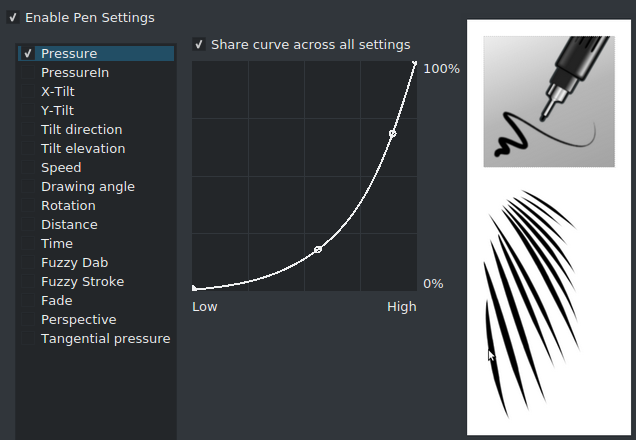 Enable Pen Settings
Pressure
PressureIn
X-Tilt
Y-Tilt
Tilt direction
Tilt elevation
Speed
Drawing angle
Rotation
Distance
Time
Fuzzy Dab
Fuzzy Stroke
Fade
Perspective
Tangential pressure
Share curve across all settings
100%
0%
Low High